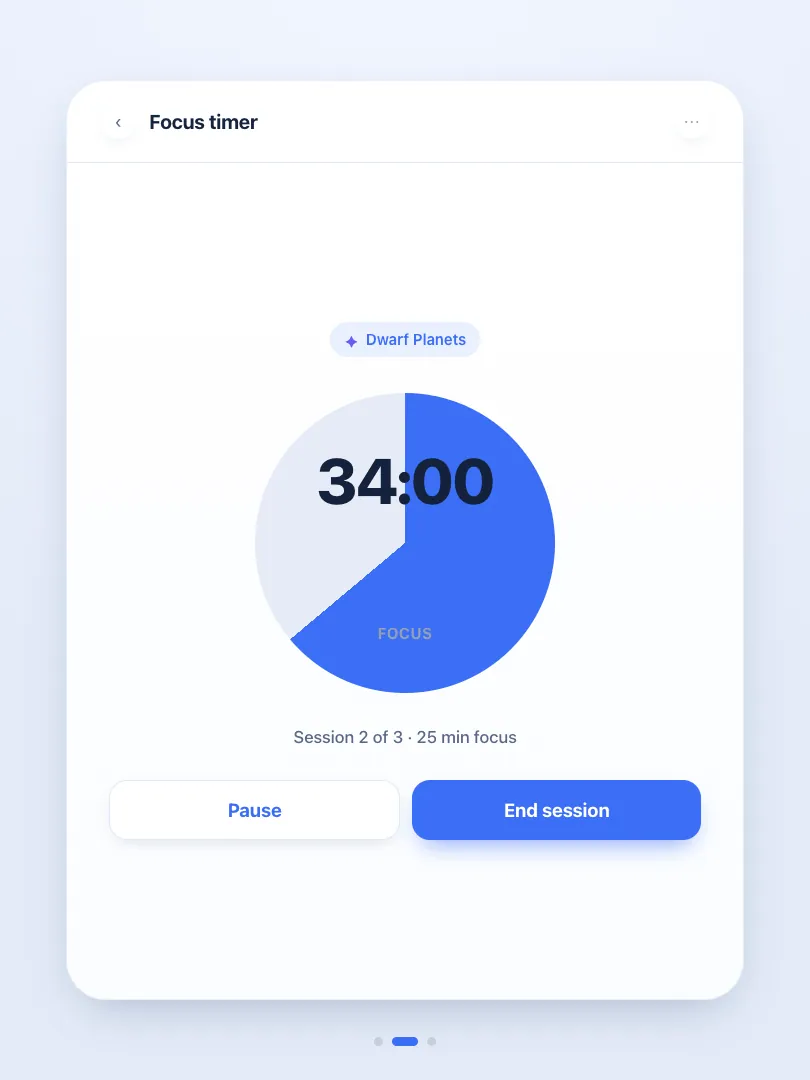 ‹ Focus timer ···
Dwarf Planets
34:00
FOCUS
Session 2 of 3 · 25 min focus
Pause End session